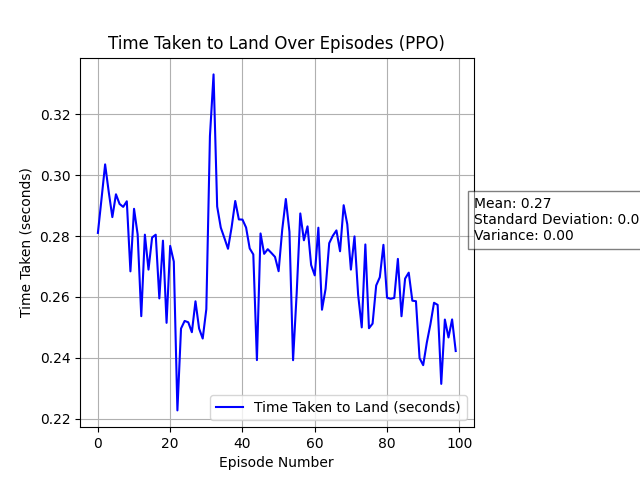 Time Taken to Land Over Episodes (PPO)
Time Taken (seconds)
0.32
0.30
0.28
0.26
0.24
0.22
0 20 40 60 80 100
Episode Number
Time Taken to Land (seconds)
Mean: 0.27
Standard Deviation: 0.0
Variance: 0.00